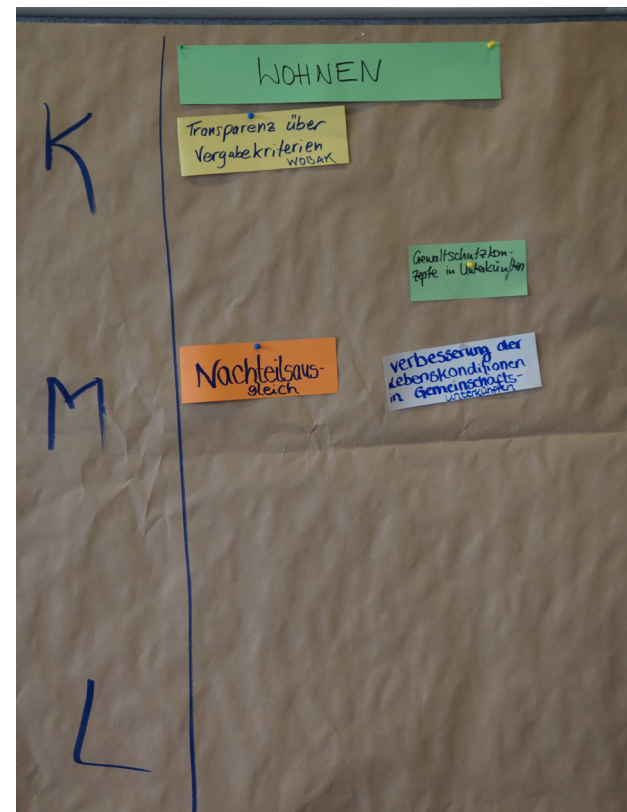 WOHNEN
K
Transparenz über
Vergabekriterien
WOBAK
Gewaltschutzkon-
zepte in Unterkünften
M
Nachteilsaus-
gleich
verbesserung der
Lebenskonditionen
in Gemeinschafts-
unterkünften
L